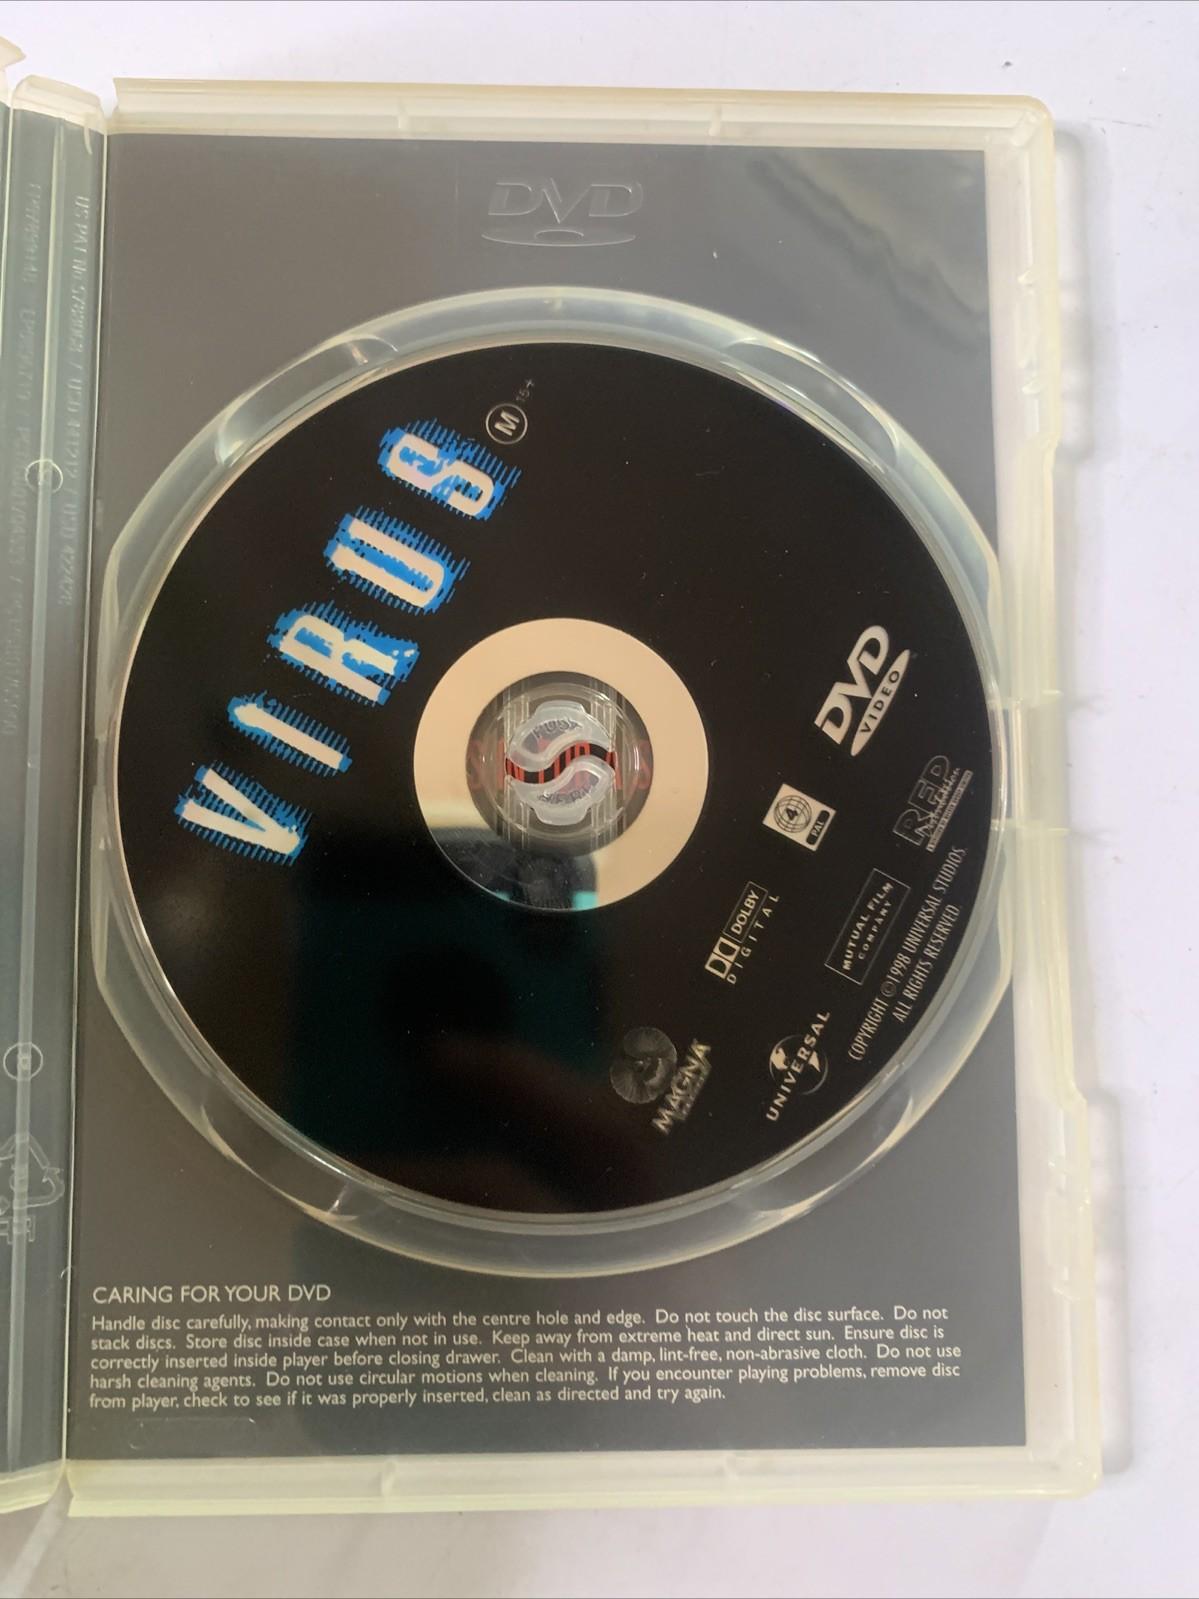 DVD
VIRUS
M 15+
DVD
VIDEO
4
PAL
RED
DOLBY
DIGITAL
MUTUAL FILM
COMPANY
MAGNA
UNIVERSAL
COPYRIGHT ©1998 UNIVERSAL STUDIOS.
ALL RIGHTS RESERVED.
PUSH
HERE
CARING FOR YOUR DVD
Handle disc carefully, making contact only with the centre hole and edge. Do not touch the disc surface. Do not
stack discs. Store disc inside case when not in use. Keep away from extreme heat and direct sun. Ensure disc is
correctly inserted inside player before closing drawer. Clean with a damp, lint-free, non-abrasive cloth. Do not use
harsh cleaning agents. Do not use circular motions when cleaning. If you encounter playing problems, remove disc
from player, check to see if it was properly inserted, clean as directed and try again.